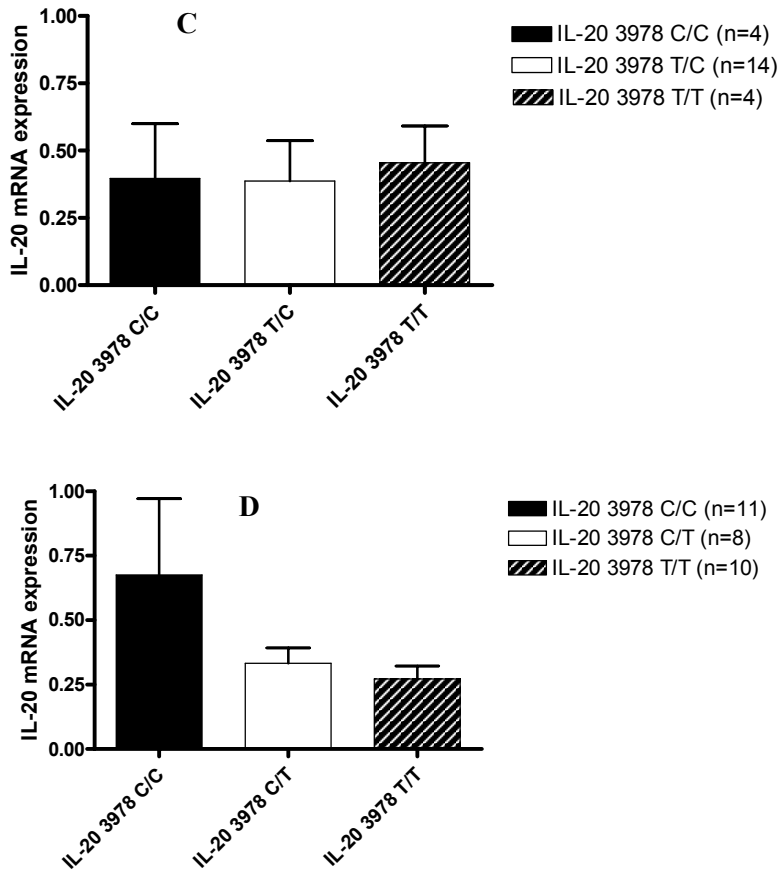 C
IL-20 3978 C/C (n=4)
IL-20 3978 T/C (n=14)
IL-20 3978 T/T (n=4)
IL-20 mRNA expression
1.00
0.75
0.50
0.25
0.00
IL-20 3978 C/C
IL-20 3978 T/C
IL-20 3978 T/T
D
IL-20 3978 C/C (n=11)
IL-20 3978 C/T (n=8)
IL-20 3978 T/T (n=10)
IL-20 mRNA expression
1.00
0.75
0.50
0.25
0.00
IL-20 3978 C/C
IL-20 3978 C/T
IL-20 3978 T/T